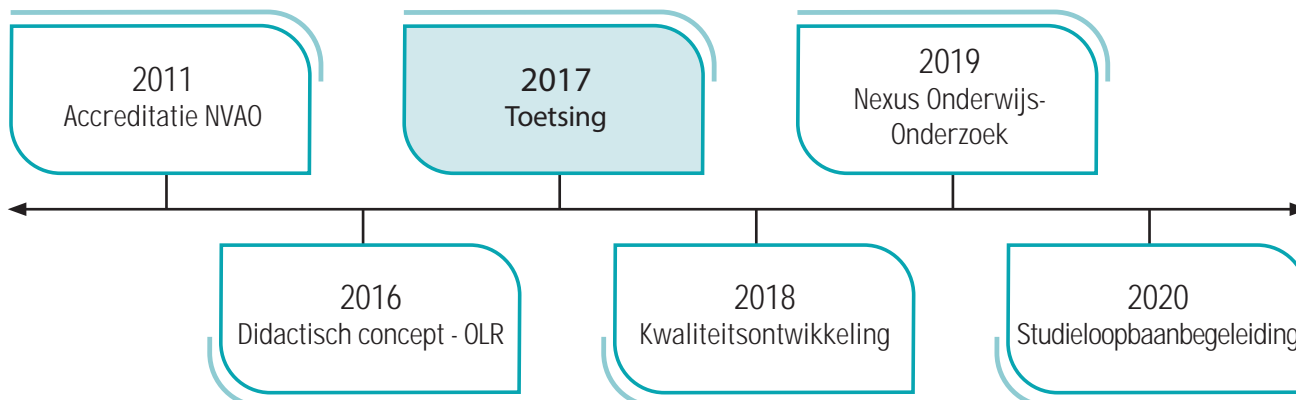 2011
Accreditatie NVAO
2017
Toetsing
2019
Nexus Onderwijs-
Onderzoek
2016
Didactisch concept - OLR
2018
Kwaliteitsontwikkeling
2020
Studieloopbaanbegeleiding